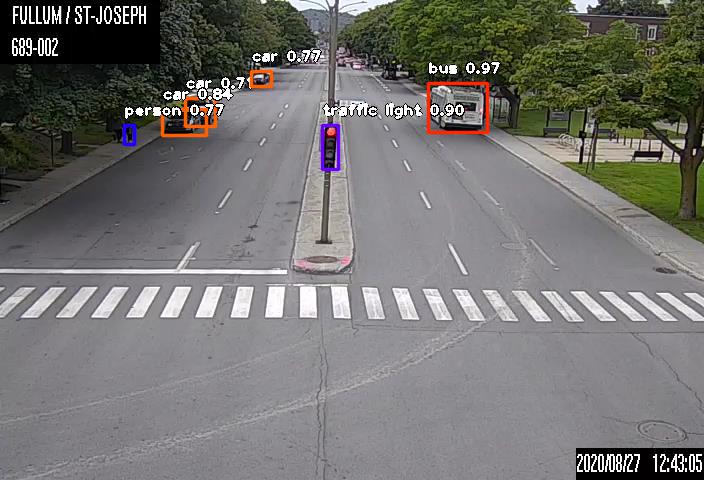 FULLUM / ST-JOSEPH
689-002
car 0.77
bus 0.97
car 0.71
car 0.84
person 0.77
traffic light 0.90
2020/08/27 12:43:05